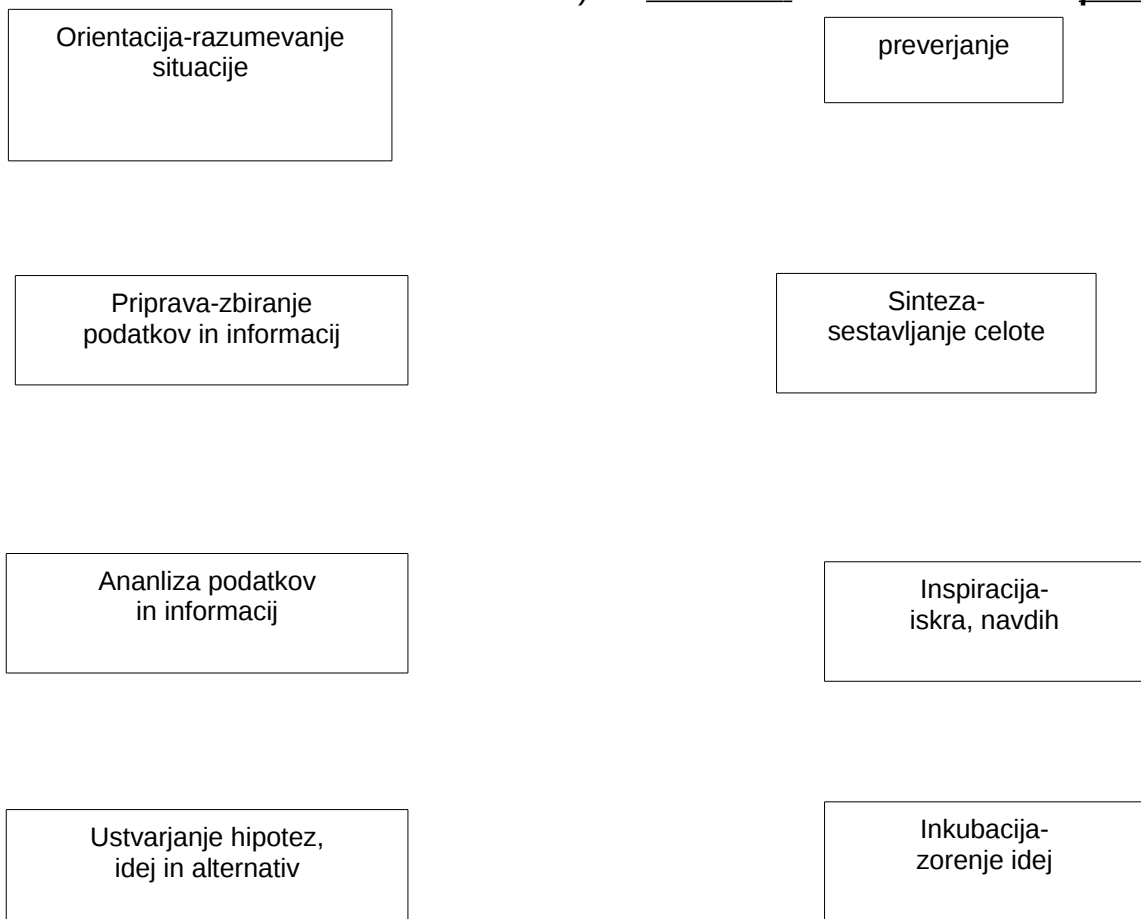 Orientacija-razumevanje
situacije
preverjanje
Priprava-zbiranje
podatkov in informacij
Sinteza-
sestavljanje celote
Ananliza podatkov
in informacij
Inspiracija-
iskra, navdih
Ustvarjanje hipotez,
idej in alternativ
Inkubacija-
zorenje idej